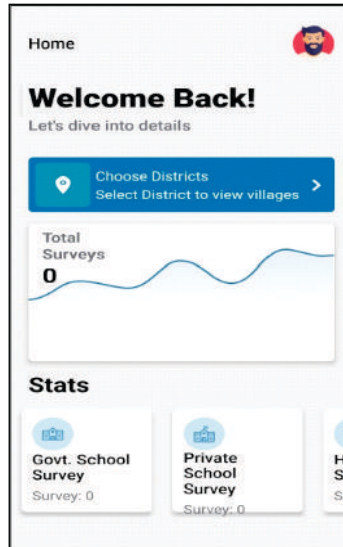 Home
Welcome Back!
Let's dive into details
Choose Districts
Select District to view villages
Total
Surveys
0
Stats
Govt. School
Survey
Survey: 0
Private
School
Survey
Survey: 0
H
S
S